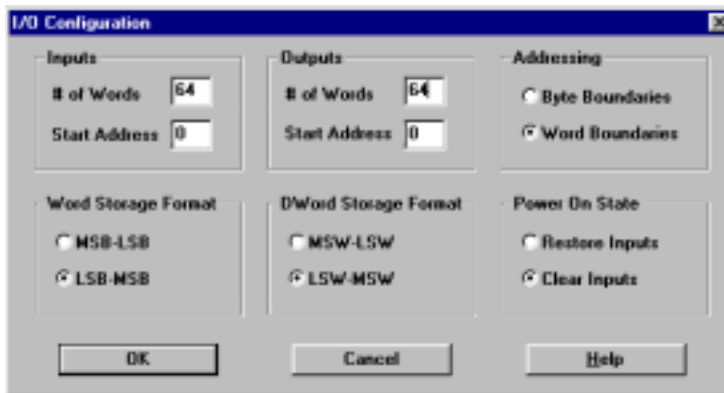 I/O Configuration
Inputs
# of Words 64
Start Address 0
Outputs
# of Words 64
Start Address 0
Addressing
Byte Boundaries
Word Boundaries
Word Storage Format
MSB-LSB
LSB-MSB
DWord Storage Format
MSW-LSW
LSW-MSW
Power On State
Restore Inputs
Clear Inputs
OK
Cancel
Help